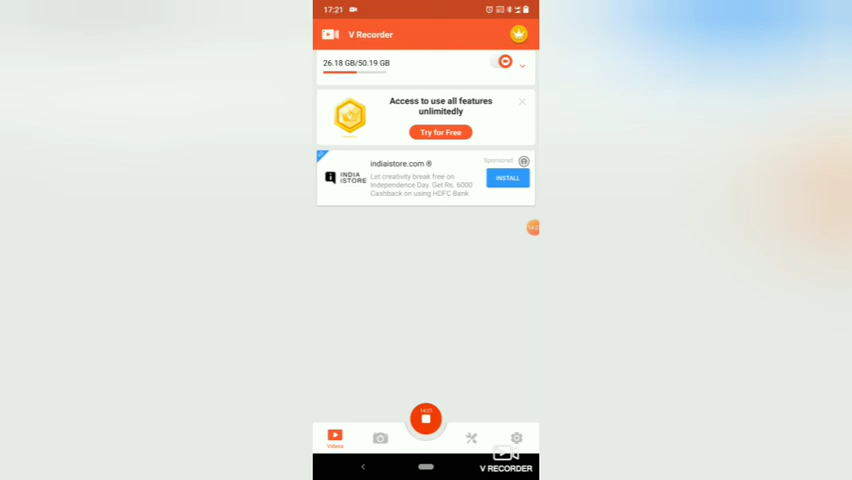 17:21
V Recorder
26.18 GB/50.19 GB
Access to use all features
unlimitedly
Try for Free
indiaistore.com ®
Sponsored
INDIA
iSTORE
Let creativity break free on
Independence Day. Get Rs. 6000
Cashback on using HDFC Bank
INSTALL
14:21
Videos
V RECORDER